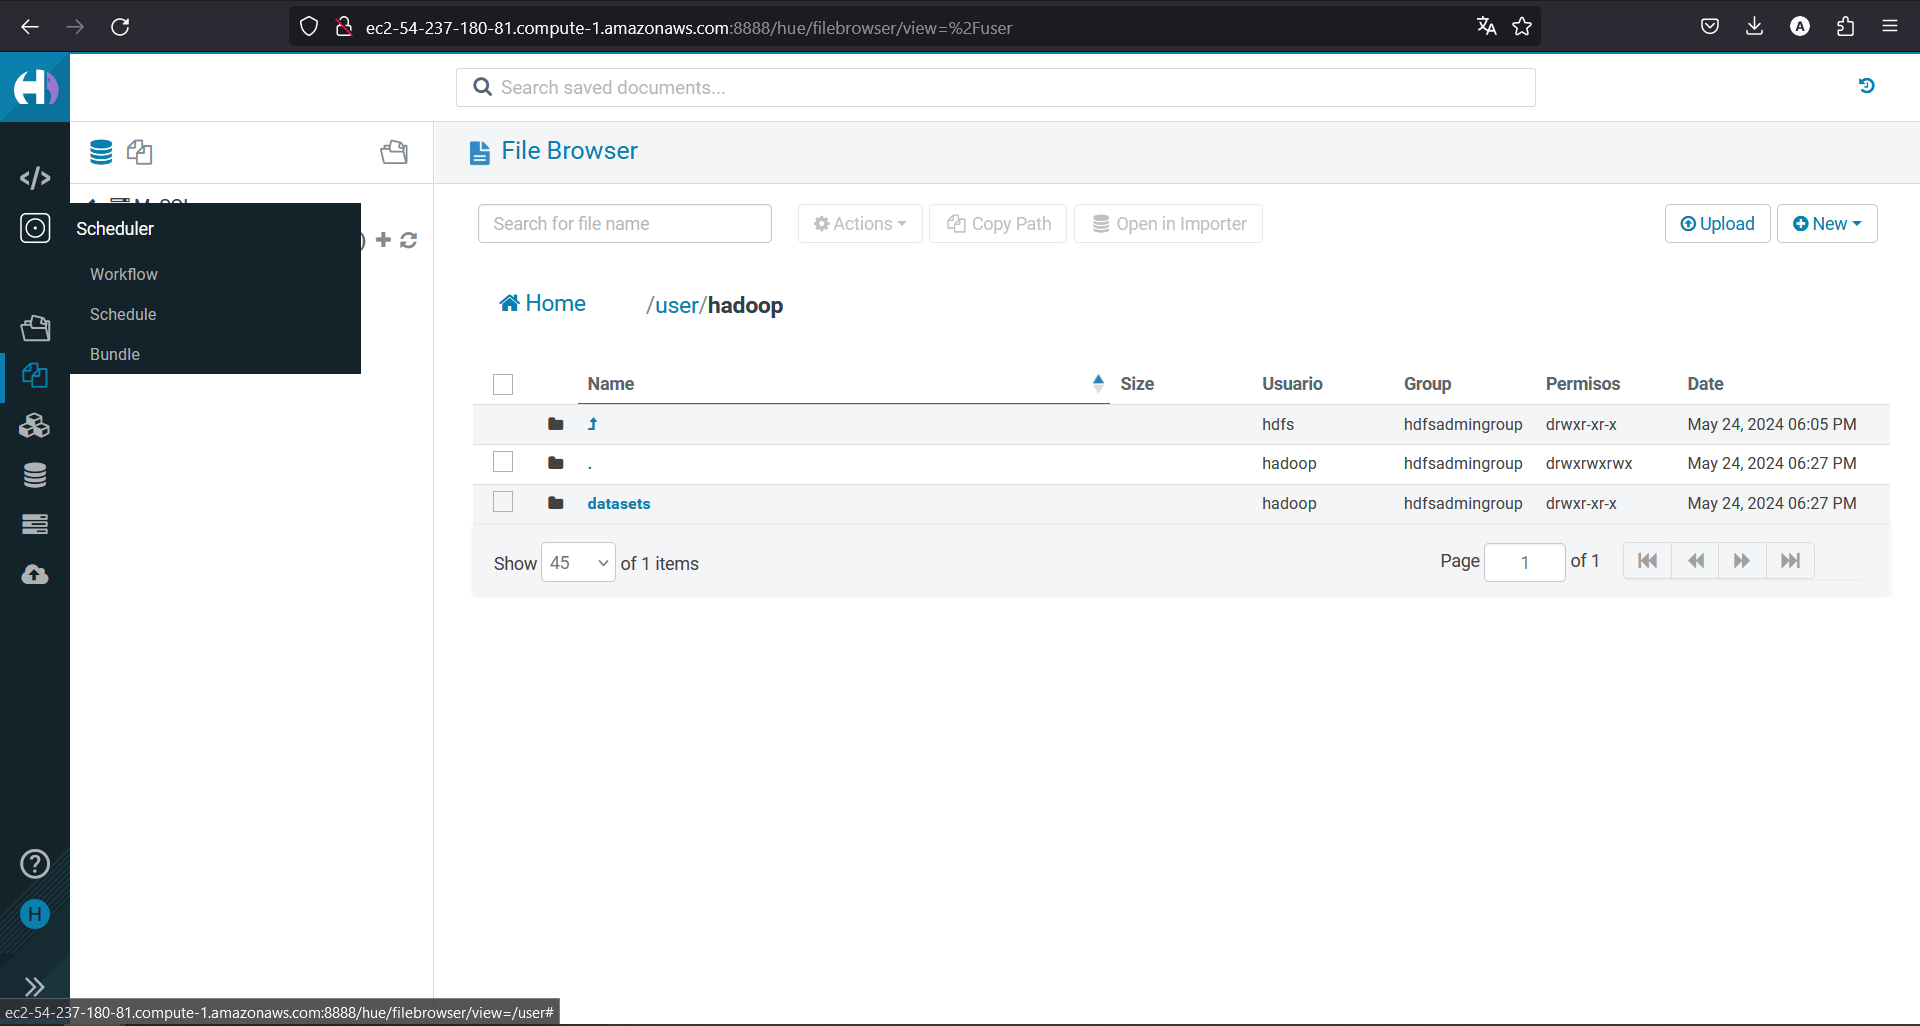 ec2-54-237-180-81.compute-1.amazonaws.com:8888/hue/filebrowser/view=%2Fuser
A
Search saved documents...
File Browser
Scheduler
Workflow
Schedule
Bundle
Search for file name
Actions
Copy Path
Open in Importer
Upload
New
Home
/user/hadoop
Name Size Usuario Group Permisos Date
hdfs hdfsadmingroup drwxr-xr-x May 24, 2024 06:05 PM
. hadoop hdfsadmingroup drwxrwxrwx May 24, 2024 06:27 PM
datasets hadoop hdfsadmingroup drwxr-xr-x May 24, 2024 06:27 PM
Show 45 of 1 items
Page 1 of 1
H
ec2-54-237-180-81.compute-1.amazonaws.com:8888/hue/filebrowser/view=/user#